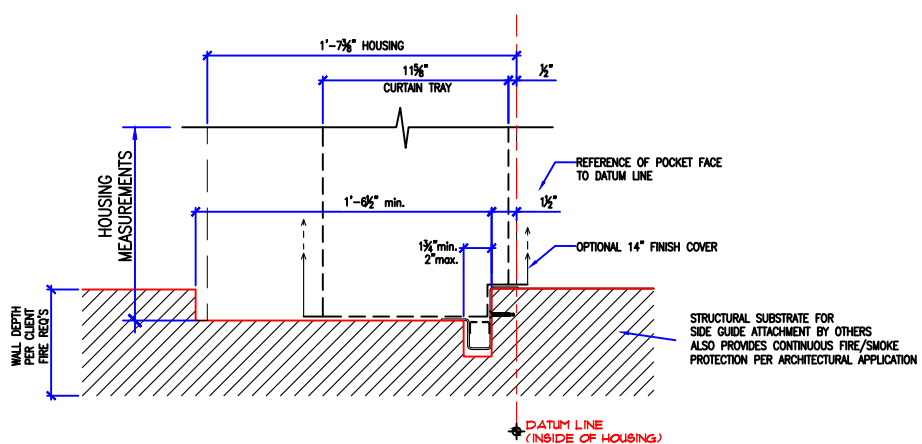 1'-7⅜" HOUSING
11⅝"
½"
CURTAIN TRAY
REFERENCE OF POCKET FACE
TO DATUM LINE
HOUSING
MEASUREMENTS
1'-6½" min.
1½"
1¾"min.
2"max.
OPTIONAL 14" FINISH COVER
WALL DEPTH
PER CLIENT
FIRE REQ'S
STRUCTURAL SUBSTRATE FOR
SIDE GUIDE ATTACHMENT BY OTHERS
ALSO PROVIDES CONTINUOUS FIRE/SMOKE
PROTECTION PER ARCHITECTURAL APPLICATION
DATUM LINE
(INSIDE OF HOUSING)